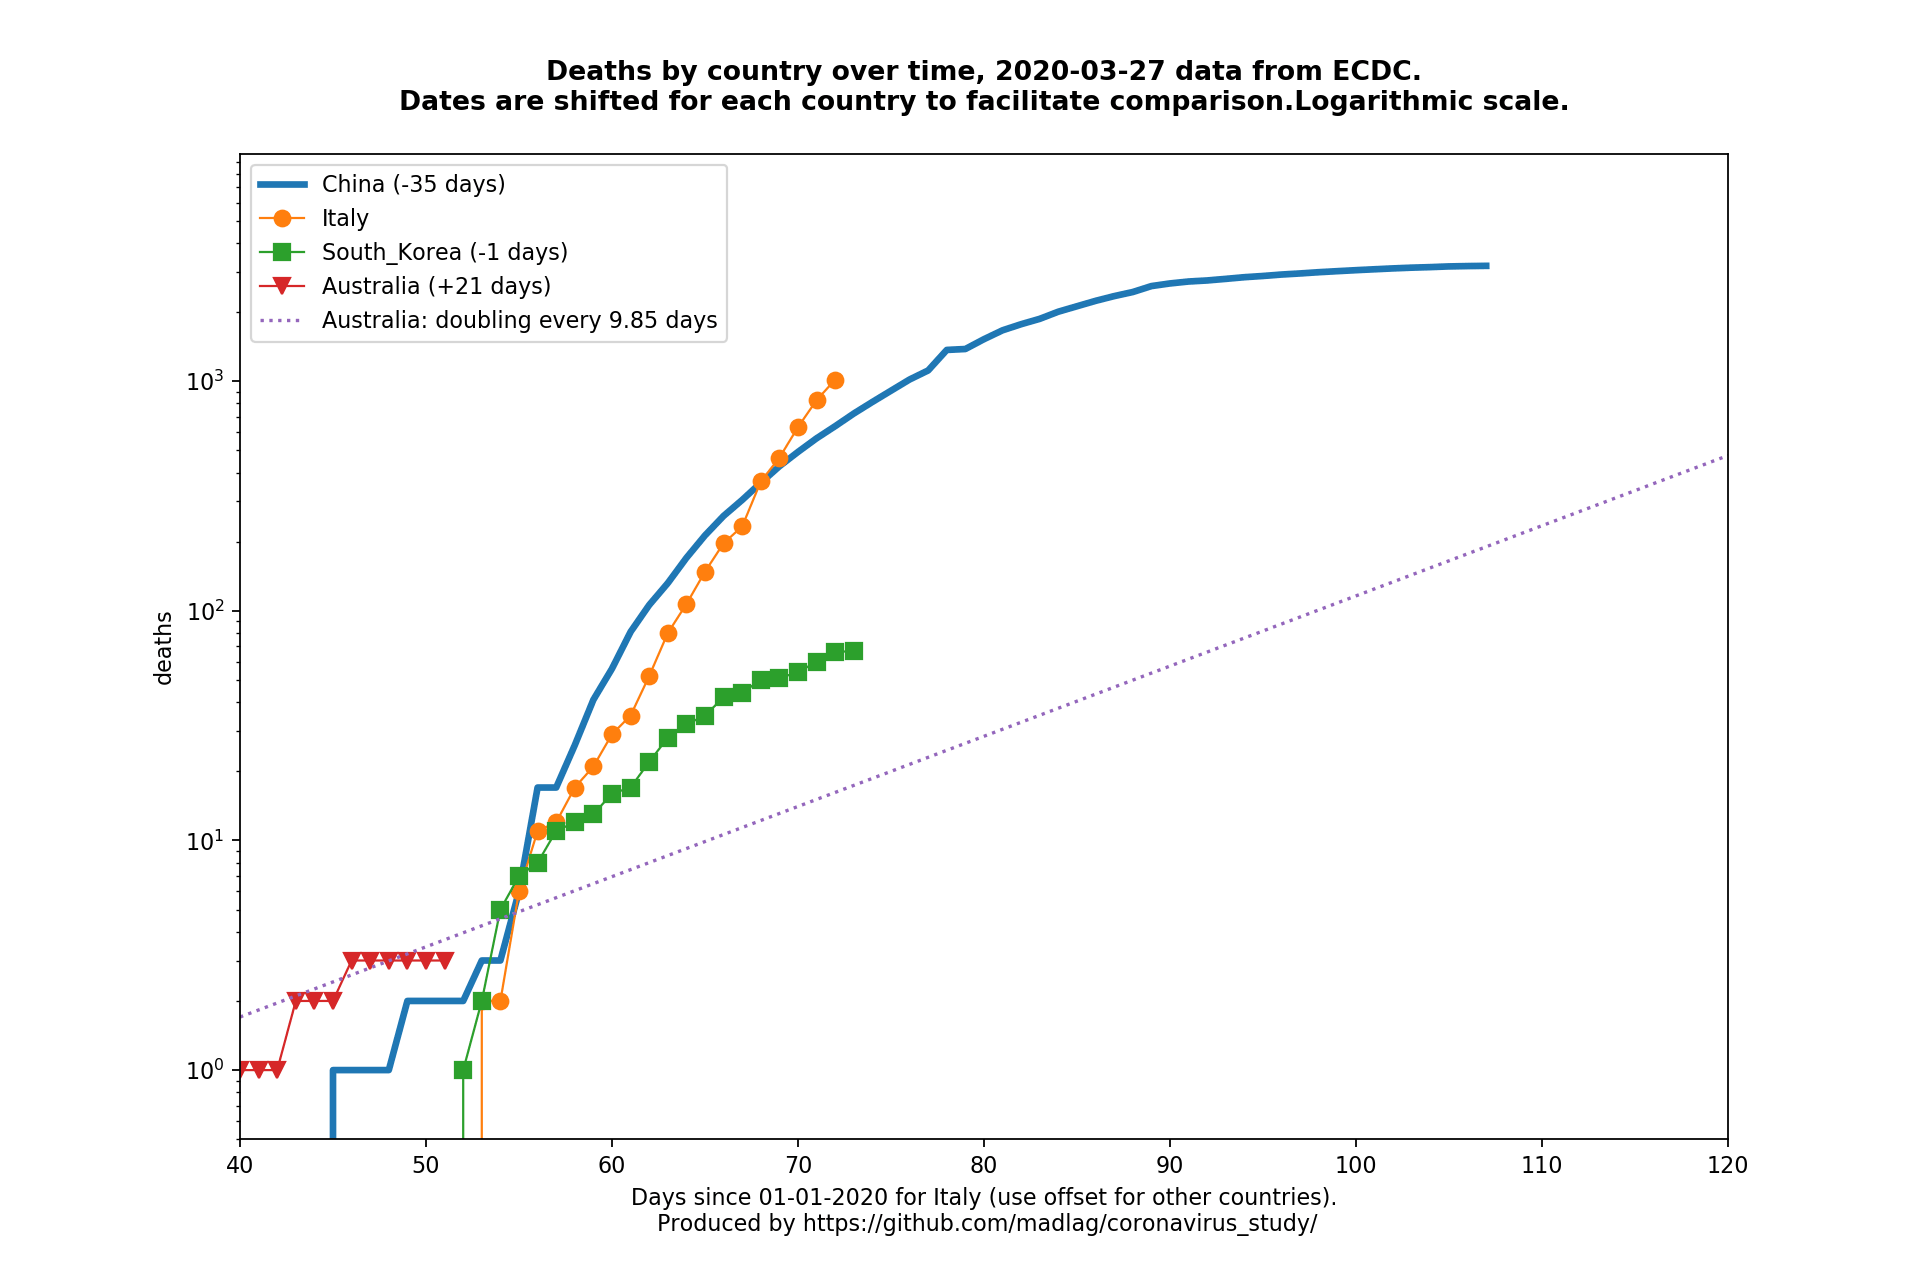 Deaths by country over time, 2020-03-27 data from ECDC.
Dates are shifted for each country to facilitate comparison.Logarithmic scale.
China (-35 days)
Italy
South_Korea (-1 days)
Australia (+21 days)
Australia: doubling every 9.85 days
10³
10²
10¹
10⁰
deaths
40 50 60 70 80 90 100 110 120
Days since 01-01-2020 for Italy (use offset for other countries).
Produced by https://github.com/madlag/coronavirus_study/